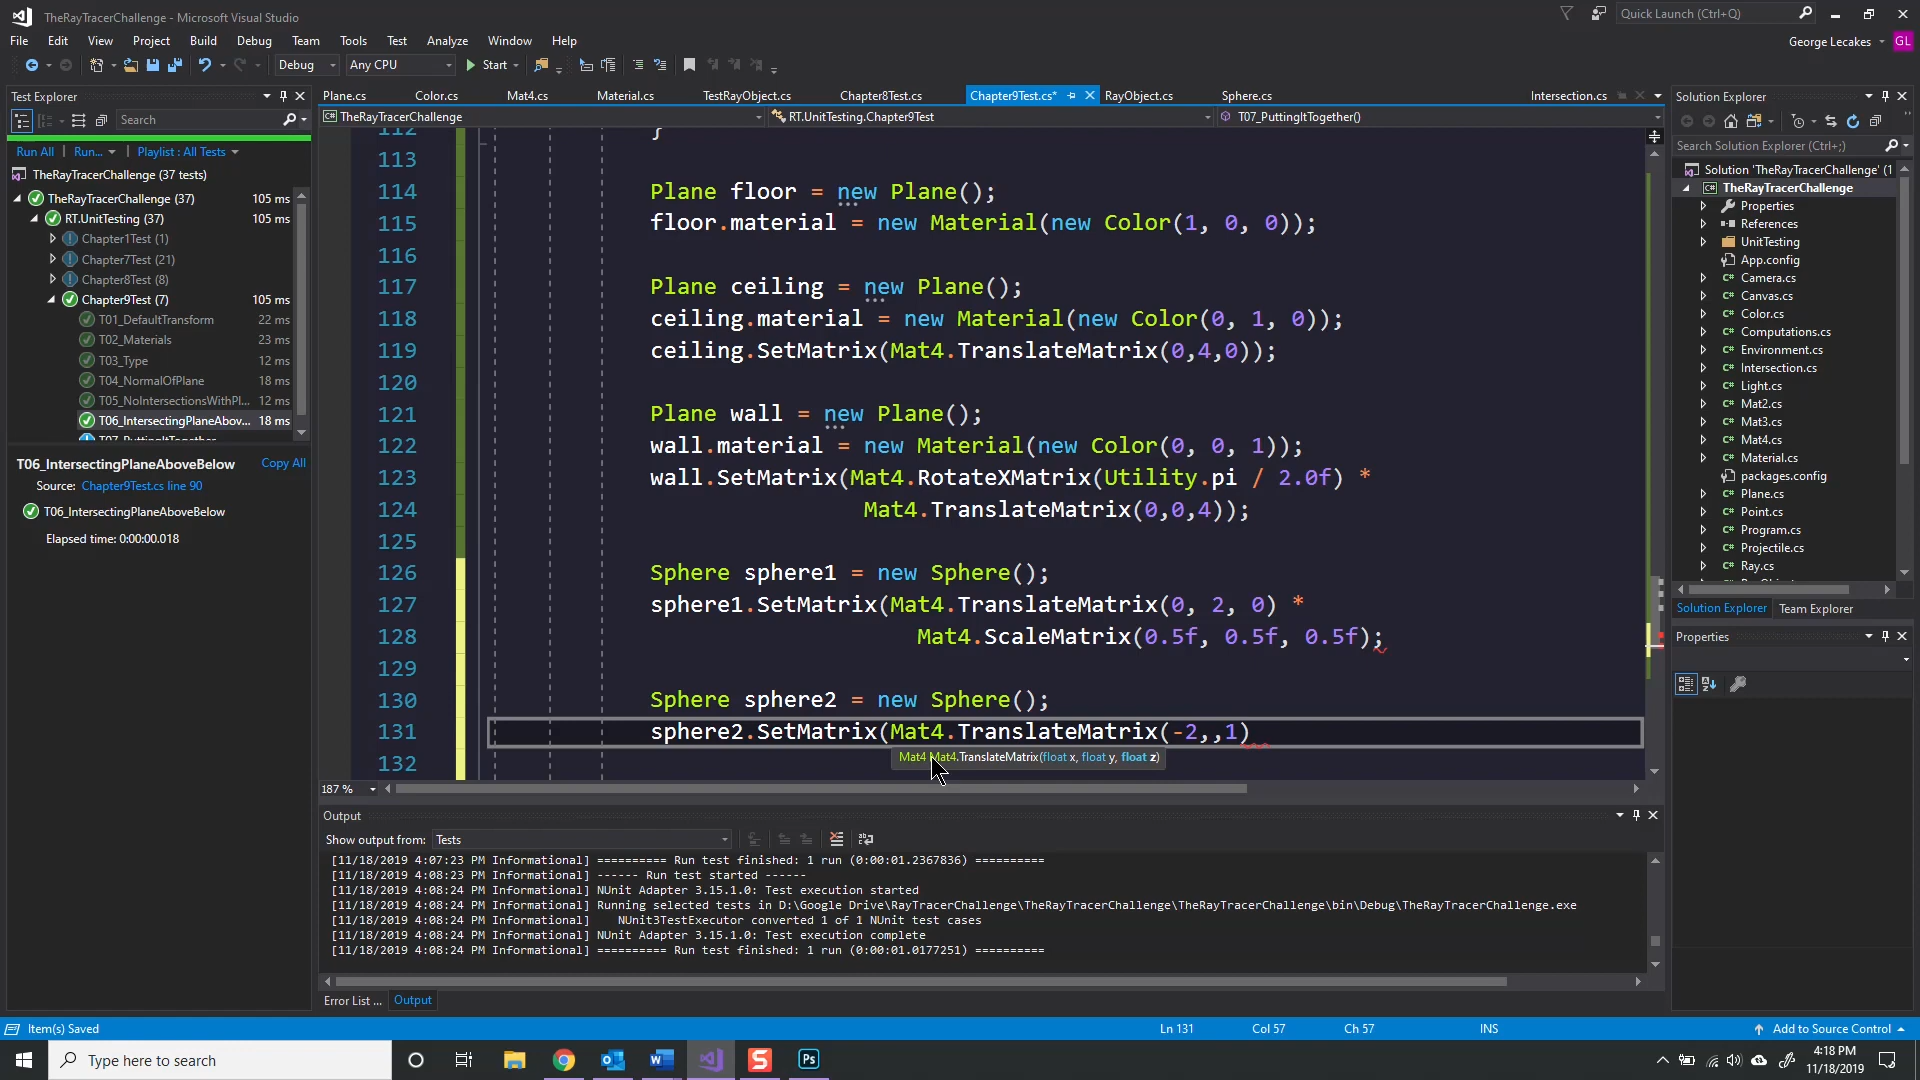 TheRayTracerChallenge - Microsoft Visual Studio
Quick Launch (Ctrl+Q)
File Edit View Project Build Debug Team Tools Test Analyze Window Help
George Lecakes GL
Debug Any CPU Start
Test Explorer
Search
Run All | Run... | Playlist : All Tests
TheRayTracerChallenge (37 tests)
TheRayTracerChallenge (37) 105 ms
RT.UnitTesting (37) 105 ms
Chapter1Test (1)
Chapter7Test (21)
Chapter8Test (8)
Chapter9Test (7) 105 ms
T01_DefaultTransform 22 ms
T02_Materials 23 ms
T03_Type 12 ms
T04_NormalOfPlane 18 ms
T05_NoIntersectionsWithPl... 12 ms
T06_IntersectingPlaneAbov... 18 ms
T07_PuttingItTogether
T06_IntersectingPlaneAboveBelow Copy All
Source: Chapter9Test.cs line 90
T06_IntersectingPlaneAboveBelow
Elapsed time: 0:00:00.018
Plane.cs Color.cs Mat4.cs Material.cs TestRayObject.cs Chapter8Test.cs Chapter9Test.cs* RayObject.cs Sphere.cs Intersection.cs
TheRayTracerChallenge RT.UnitTesting.Chapter9Test T07_PuttingItTogether()
112 }
113
114 Plane floor = new Plane();
115 floor.material = new Material(new Color(1, 0, 0));
116
117 Plane ceiling = new Plane();
118 ceiling.material = new Material(new Color(0, 1, 0));
119 ceiling.SetMatrix(Mat4.TranslateMatrix(0,4,0));
120
121 Plane wall = new Plane();
122 wall.material = new Material(new Color(0, 0, 1));
123 wall.SetMatrix(Mat4.RotateXMatrix(Utility.pi / 2.0f) *
124 Mat4.TranslateMatrix(0,0,4));
125
126 Sphere sphere1 = new Sphere();
127 sphere1.SetMatrix(Mat4.TranslateMatrix(0, 2, 0) *
128 Mat4.ScaleMatrix(0.5f, 0.5f, 0.5f);
129
130 Sphere sphere2 = new Sphere();
131 sphere2.SetMatrix(Mat4.TranslateMatrix(-2,,1)
Mat4 Mat4.TranslateMatrix(float x, float y, float z)
132
187 %
Output
Show output from: Tests
[11/18/2019 4:07:23 PM Informational] ========== Run test finished: 1 run (0:00:01.2367836) ==========
[11/18/2019 4:08:23 PM Informational] ------ Run test started ------
[11/18/2019 4:08:24 PM Informational] NUnit Adapter 3.15.1.0: Test execution started
[11/18/2019 4:08:24 PM Informational] Running selected tests in D:\Google Drive\RayTracerChallenge\TheRayTracerChallenge\TheRayTracerChallenge\bin\Debug\TheRayTracerChallenge.exe
[11/18/2019 4:08:24 PM Informational] NUnit3TestExecutor converted 1 of 1 NUnit test cases
[11/18/2019 4:08:24 PM Informational] NUnit Adapter 3.15.1.0: Test execution complete
[11/18/2019 4:08:24 PM Informational] ========== Run test finished: 1 run (0:00:01.0177251) ==========
Error List ... Output
Solution Explorer
Search Solution Explorer (Ctrl+;)
Solution 'TheRayTracerChallenge' (1
C# TheRayTracerChallenge
Properties
References
UnitTesting
App.config
C# Camera.cs
C# Canvas.cs
C# Color.cs
C# Computations.cs
C# Environment.cs
C# Intersection.cs
C# Light.cs
C# Mat2.cs
C# Mat3.cs
C# Mat4.cs
C# Material.cs
packages.config
C# Plane.cs
C# Point.cs
C# Program.cs
C# Projectile.cs
C# Ray.cs
Solution Explorer Team Explorer
Properties
Item(s) Saved Ln 131 Col 57 Ch 57 INS Add to Source Control
Type here to search
4:18 PM
11/18/2019